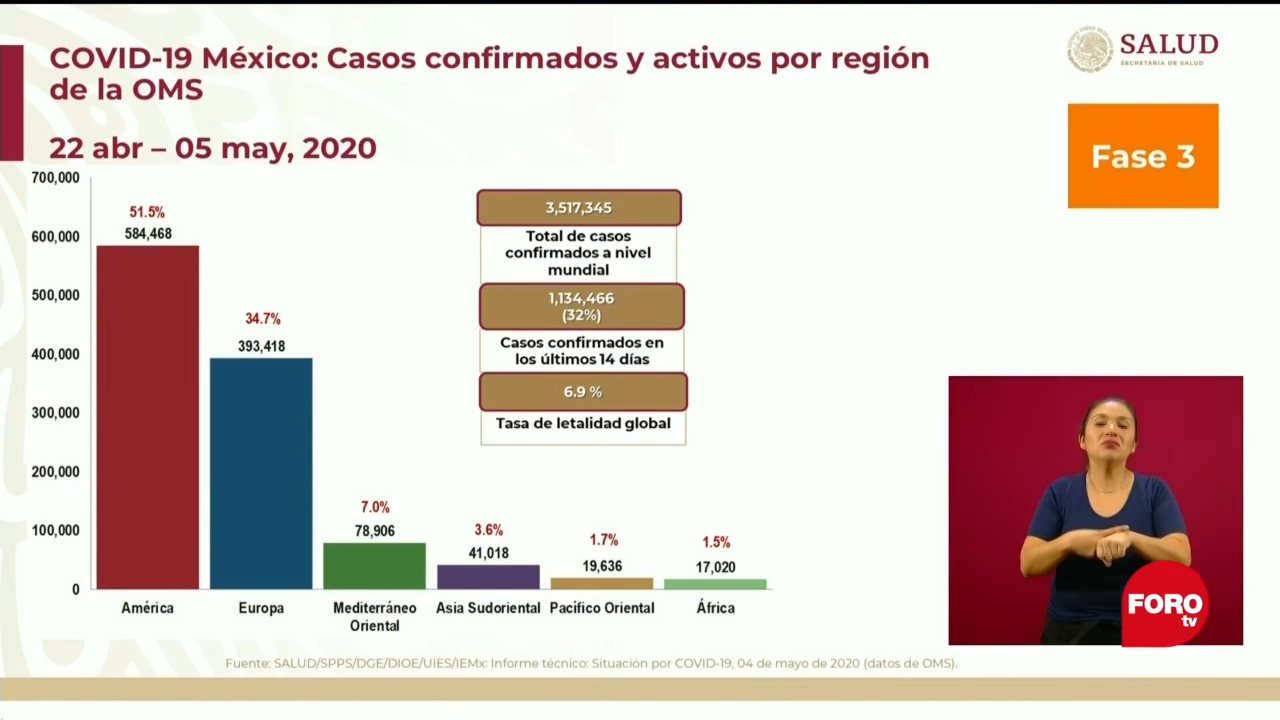 COVID-19 México: Casos confirmados y activos por región
de la OMS
22 abr – 05 may, 2020
SALUD
SECRETARÍA DE SALUD
Fase 3
700,000
600,000
500,000
400,000
300,000
200,000
100,000
0
51.5%
584,468
34.7%
393,418
7.0%
78,906
3.6%
41,018
1.7%
19,636
1.5%
17,020
América
Europa
Mediterráneo
Oriental
Asia Sudoriental
Pacífico Oriental
África
3,517,345
Total de casos
confirmados a nivel
mundial
1,134,466
(32%)
Casos confirmados en
los últimos 14 días
6.9 %
Tasa de letalidad global
FORO
tv
Fuente: SALUD/SPPS/DGE/DIOE/UIES/IEMx: Informe técnico: Situación por COVID-19, 04 de mayo de 2020 (datos de OMS).